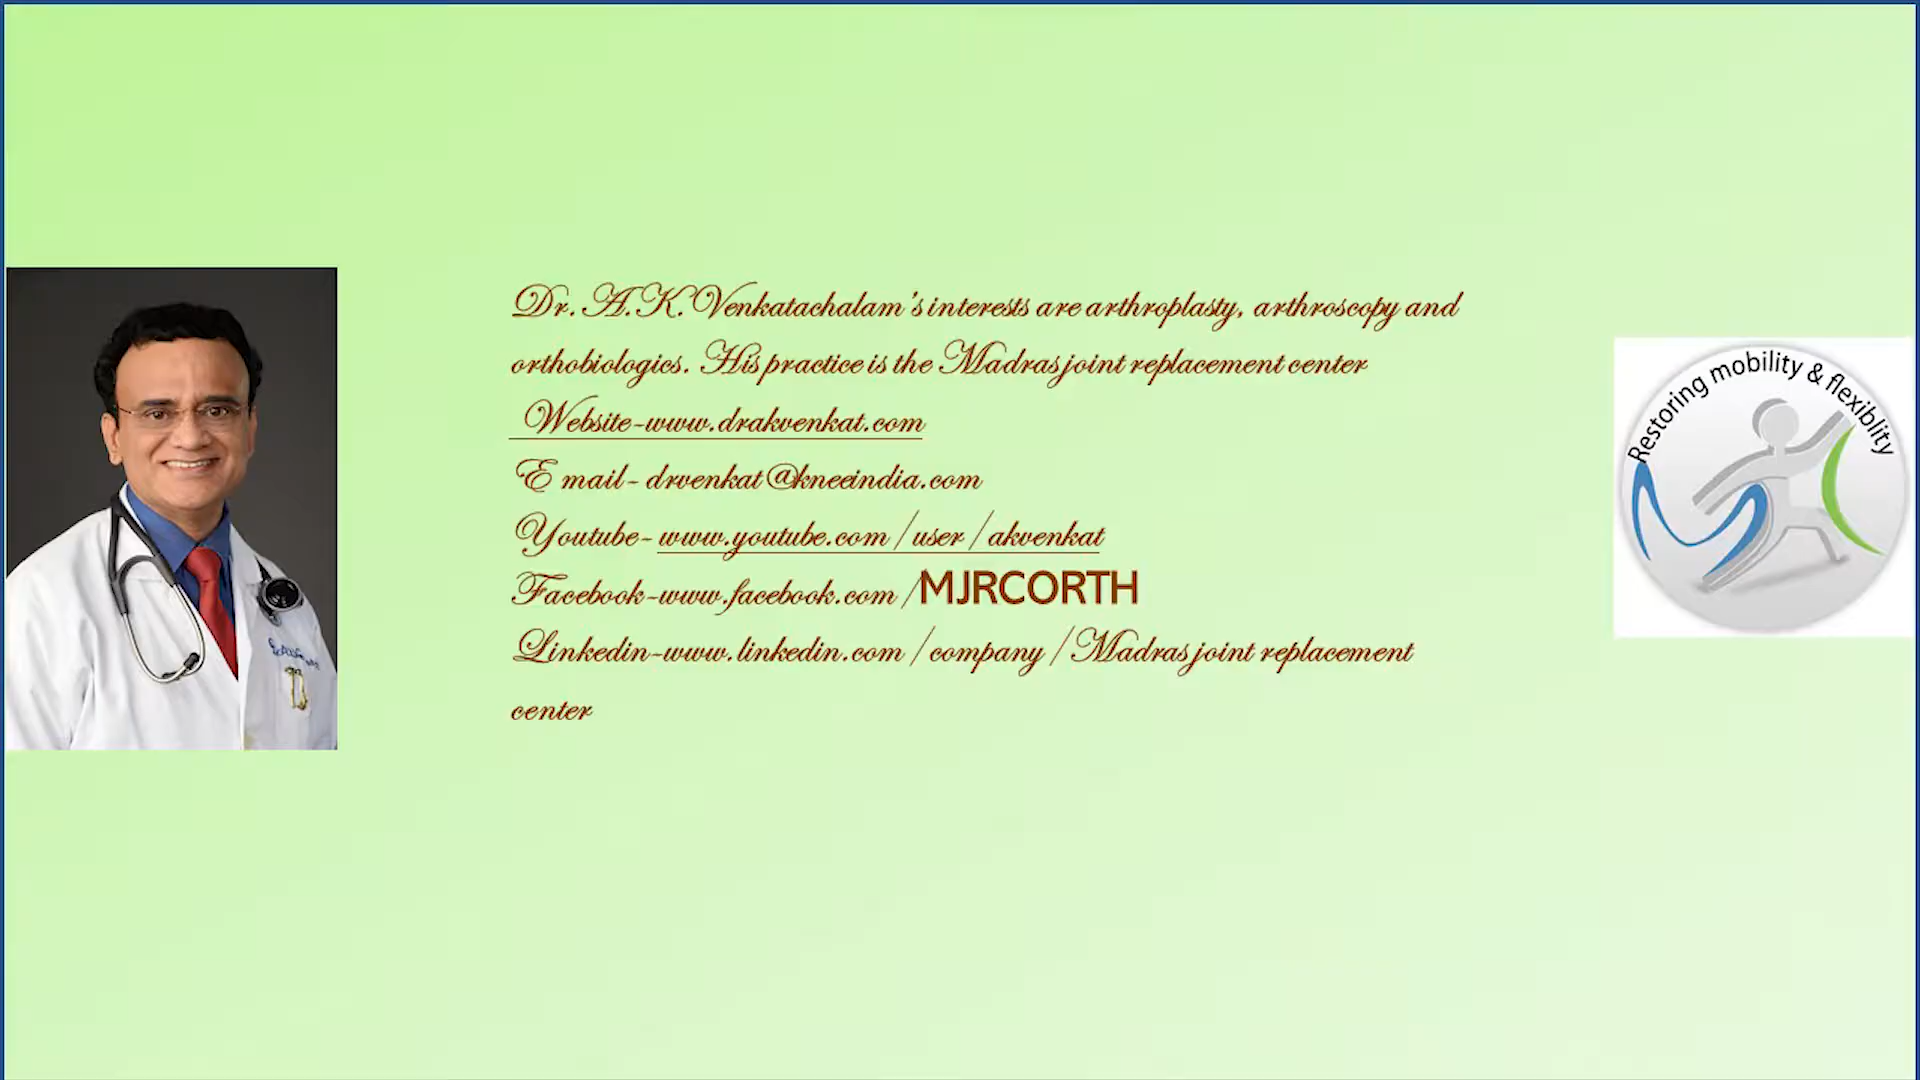 Dr. A.K. Venkatachalam's interests are arthroplasty, arthroscopy and
orthobiologics. His practice is the Madras joint replacement center
Website-www.drakvenkat.com
E mail- drvenkat@kneeindia.com
Youtube- www.youtube.com/user/akvenkat
Facebook-www.facebook.com/MJRCORTH
Linkedin-www.linkedin.com/company/Madras joint replacement
center
Restoring mobility & flexiblity